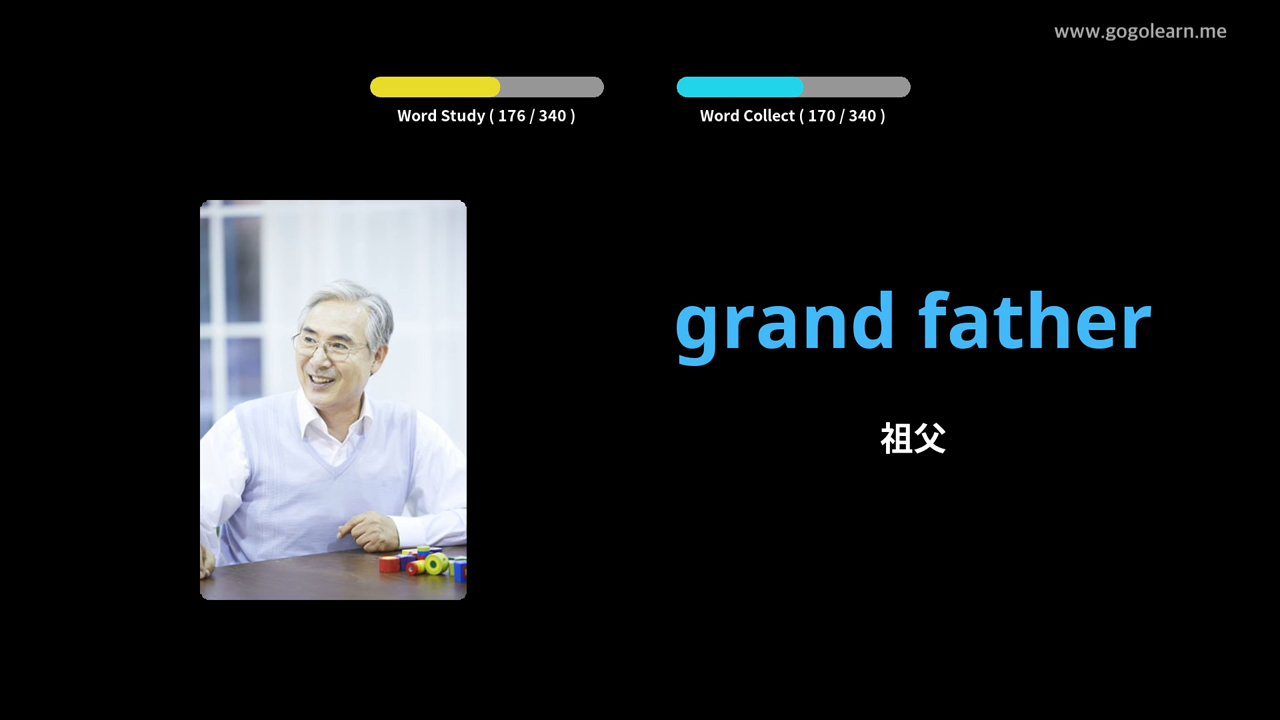 www.gogolearn.me
Word Study ( 176 / 340 )
Word Collect ( 170 / 340 )
grand father
祖父